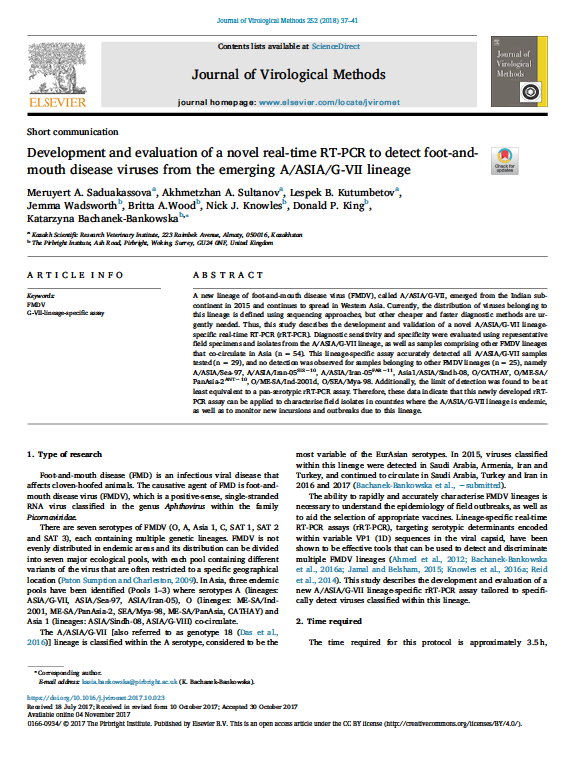 Journal of Virological Methods 252 (2018) 37–41
Contents lists available at ScienceDirect
Journal of Virological Methods
journal homepage: www.elsevier.com/locate/jviromet
ELSEVIER
Journal of
Virological
Methods
Short communication
Development and evaluation of a novel real-time RT-PCR to detect foot-and-
mouth disease viruses from the emerging A/ASIA/G-VII lineage
Check for
updates
Meruyert A. Saduakassova^a, Akhmetzhan A. Sultanov^a, Lespek B. Kutumbetov^a,
Jemma Wadsworth^b, Britta A.Wood^b, Nick J. Knowles^b, Donald P. King^b,
Katarzyna Bachanek-Bankowska^b,*
^a Kazakh Scientific Research Veterinary Institute, 223 Raimbek Avenue, Almaty, 050016, Kazakhstan
^b The Pirbright Institute, Ash Road, Pirbright, Woking, Surrey, GU24 0NF, United Kingdom
ARTICLE INFO
Keywords:
FMDV
G-VII-lineage-specific assay
ABSTRACT
A new lineage of foot-and-mouth disease virus (FMDV), called A/ASIA/G-VII, emerged from the Indian sub-
continent in 2015 and continues to spread in Western Asia. Currently, the distribution of viruses belonging to
this lineage is defined using sequencing approaches, but other cheaper and faster diagnostic methods are ur-
gently needed. Thus, this study describes the development and validation of a novel A/ASIA/G-VII lineage-
specific real-time RT-PCR (rRT-PCR). Diagnostic sensitivity and specificity were evaluated using representative
field specimens and isolates from the A/ASIA/G-VII lineage, as well as samples comprising other FMDV lineages
that co-circulate in Asia (n = 54). This lineage-specific assay accurately detected all A/ASIA/G-VII samples
tested (n = 29), and no detection was observed for samples belonging to other FMDV lineages (n = 25), namely
A/ASIA/Sea-97, A/ASIA/Iran-05^SIS−10, A/ASIA/Iran-05^FAR−11, Asia1/ASIA/Sindh-08, O/CATHAY, O/ME-SA/
PanAsia-2^ANT−10, O/ME-SA/Ind-2001d, O/SEA/Mya-98. Additionally, the limit of detection was found to be at
least equivalent to a pan-serotypic rRT-PCR assay. Therefore, these data indicate that this newly developed rRT-
PCR assay can be applied to characterise field isolates in countries where the A/ASIA/G-VII lineage is endemic,
as well as to monitor new incursions and outbreaks due to this lineage.
1. Type of research
Foot-and-mouth disease (FMD) is an infectious viral disease that
affects cloven-hoofed animals. The causative agent of FMD is foot-and-
mouth disease virus (FMDV), which is a positive-sense, single-stranded
RNA virus classified in the genus Aphthovirus within the family
Picornaviridae.
There are seven serotypes of FMDV (O, A, Asia 1, C, SAT 1, SAT 2
and SAT 3), each containing multiple genetic lineages. FMDV is not
evenly distributed in endemic areas and its distribution can be divided
into seven major ecological pools, with each pool containing different
variants of the virus that are often restricted to a specific geographical
location (Paton Sumption and Charleston, 2009). In Asia, three endemic
pools have been identified (Pools 1–3) where serotypes A (lineages:
ASIA/G-VII, ASIA/Sea-97, ASIA/Iran-05), O (lineages: ME-SA/Ind-
2001, ME-SA/PanAsia-2, SEA/Mya-98, ME-SA/PanAsia, CATHAY) and
Asia 1 (lineages: ASIA/Sindh-08, ASIA/G-VIII) co-circulate.
The A/ASIA/G-VII [also referred to as genotype 18 (Das et al.,
2016)] lineage is classified within the A serotype, considered to be the
most variable of the EurAsian serotypes. In 2015, viruses classified
within this lineage were detected in Saudi Arabia, Armenia, Iran and
Turkey, and continued to circulate in Saudi Arabia, Turkey and Iran in
2016 and 2017 (Bachanek-Bankowska et al., −submitted).
The ability to rapidly and accurately characterise FMDV lineages is
necessary to understand the epidemiology of field outbreaks, as well as
to aid the selection of appropriate vaccines. Lineage-specific real-time
RT-PCR assays (rRT-PCR), targeting serotypic determinants encoded
within variable VP1 (1D) sequences in the viral capsid, have been
shown to be effective tools that can be used to detect and discriminate
multiple FMDV lineages (Ahmed et al., 2012; Bachanek-Bankowska
et al., 2016a; Jamal and Belsham, 2015; Knowles et al., 2016a; Reid
et al., 2014). This study describes the development and evaluation of a
new A/ASIA/G-VII lineage-specific rRT-PCR assay tailored to specifi-
cally detect viruses classified within this lineage.
2. Time required
The time required for this protocol is approximately 3.5 h,
* Corresponding author.
E-mail address: kasia.bankowska@pirbright.ac.uk (K. Bachanek-Bankowska).
https://doi.org/10.1016/j.jviromet.2017.10.023
Received 18 July 2017; Received in revised form 10 October 2017; Accepted 30 October 2017
Available online 04 November 2017
0166-0934/ © 2017 The Pirbright Institute. Published by Elsevier B.V. This is an open access article under the CC BY license (http://creativecommons.org/licenses/BY/4.0/).